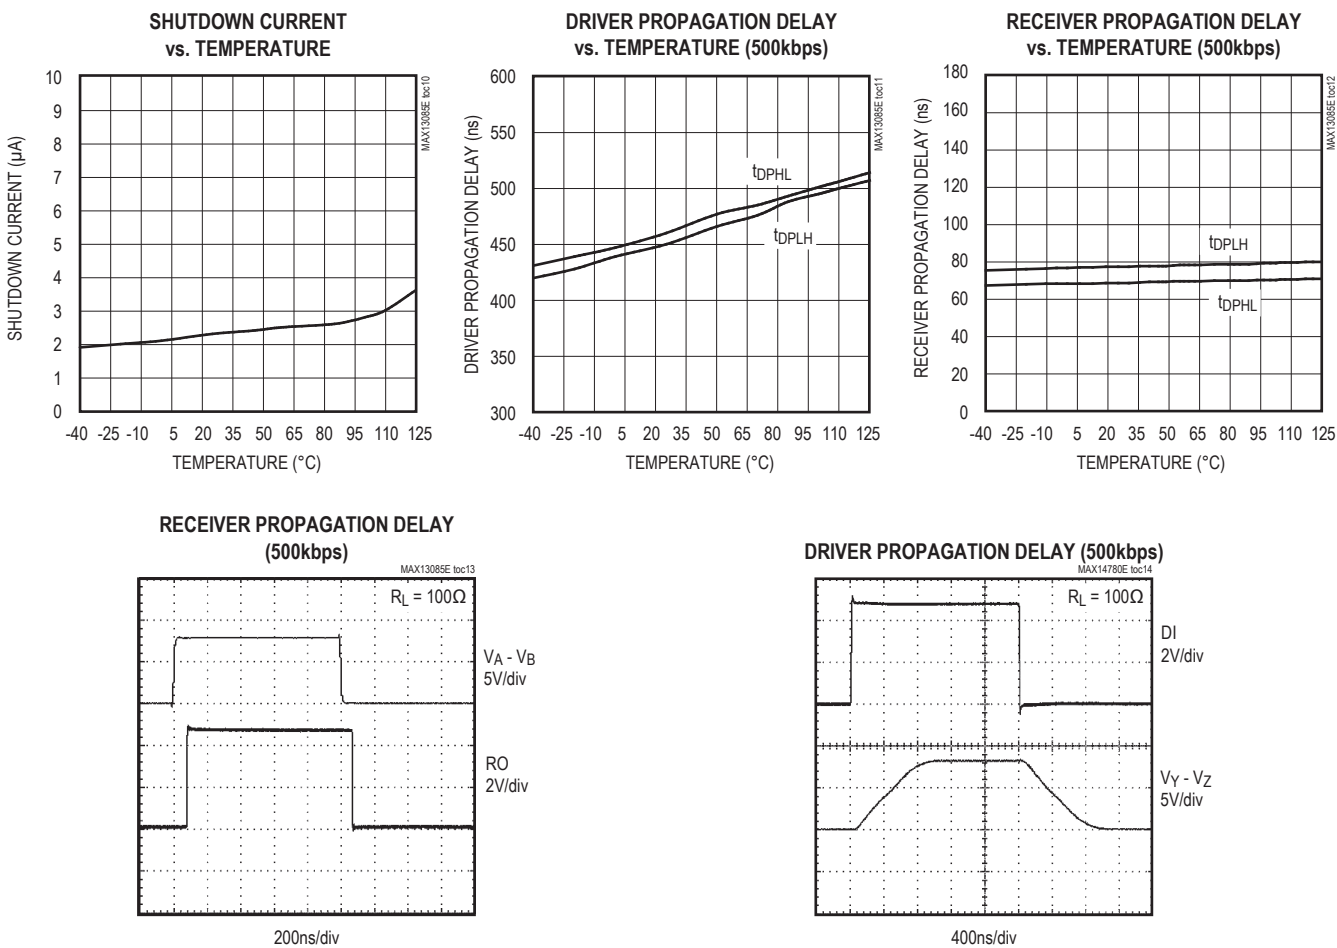 SHUTDOWN CURRENT
vs. TEMPERATURE
10
9
8
7
6
5
4
3
2
1
0
SHUTDOWN CURRENT (µA)
-40 -25 -10 5 20 35 50 65 80 95 110 125
TEMPERATURE (°C)
MAX13085E toc10
DRIVER PROPAGATION DELAY
vs. TEMPERATURE (500kbps)
600
550
500
450
400
350
300
DRIVER PROPAGATION DELAY (ns)
tDPHL
tDPLH
-40 -25 -10 5 20 35 50 65 80 95 110 125
TEMPERATURE (°C)
MAX13085E toc11
RECEIVER PROPAGATION DELAY
vs. TEMPERATURE (500kbps)
180
160
140
120
100
80
60
40
20
0
RECEIVER PROPAGATION DELAY (ns)
tDPLH
tDPHL
-40 -25 -10 5 20 35 50 65 80 95 110 125
TEMPERATURE (°C)
MAX13085E toc12
RECEIVER PROPAGATION DELAY
(500kbps)
MAX13085E toc13
RL = 100Ω
VA - VB
5V/div
RO
2V/div
200ns/div
DRIVER PROPAGATION DELAY (500kbps)
MAX14780E toc14
RL = 100Ω
DI
2V/div
VY - VZ
5V/div
400ns/div